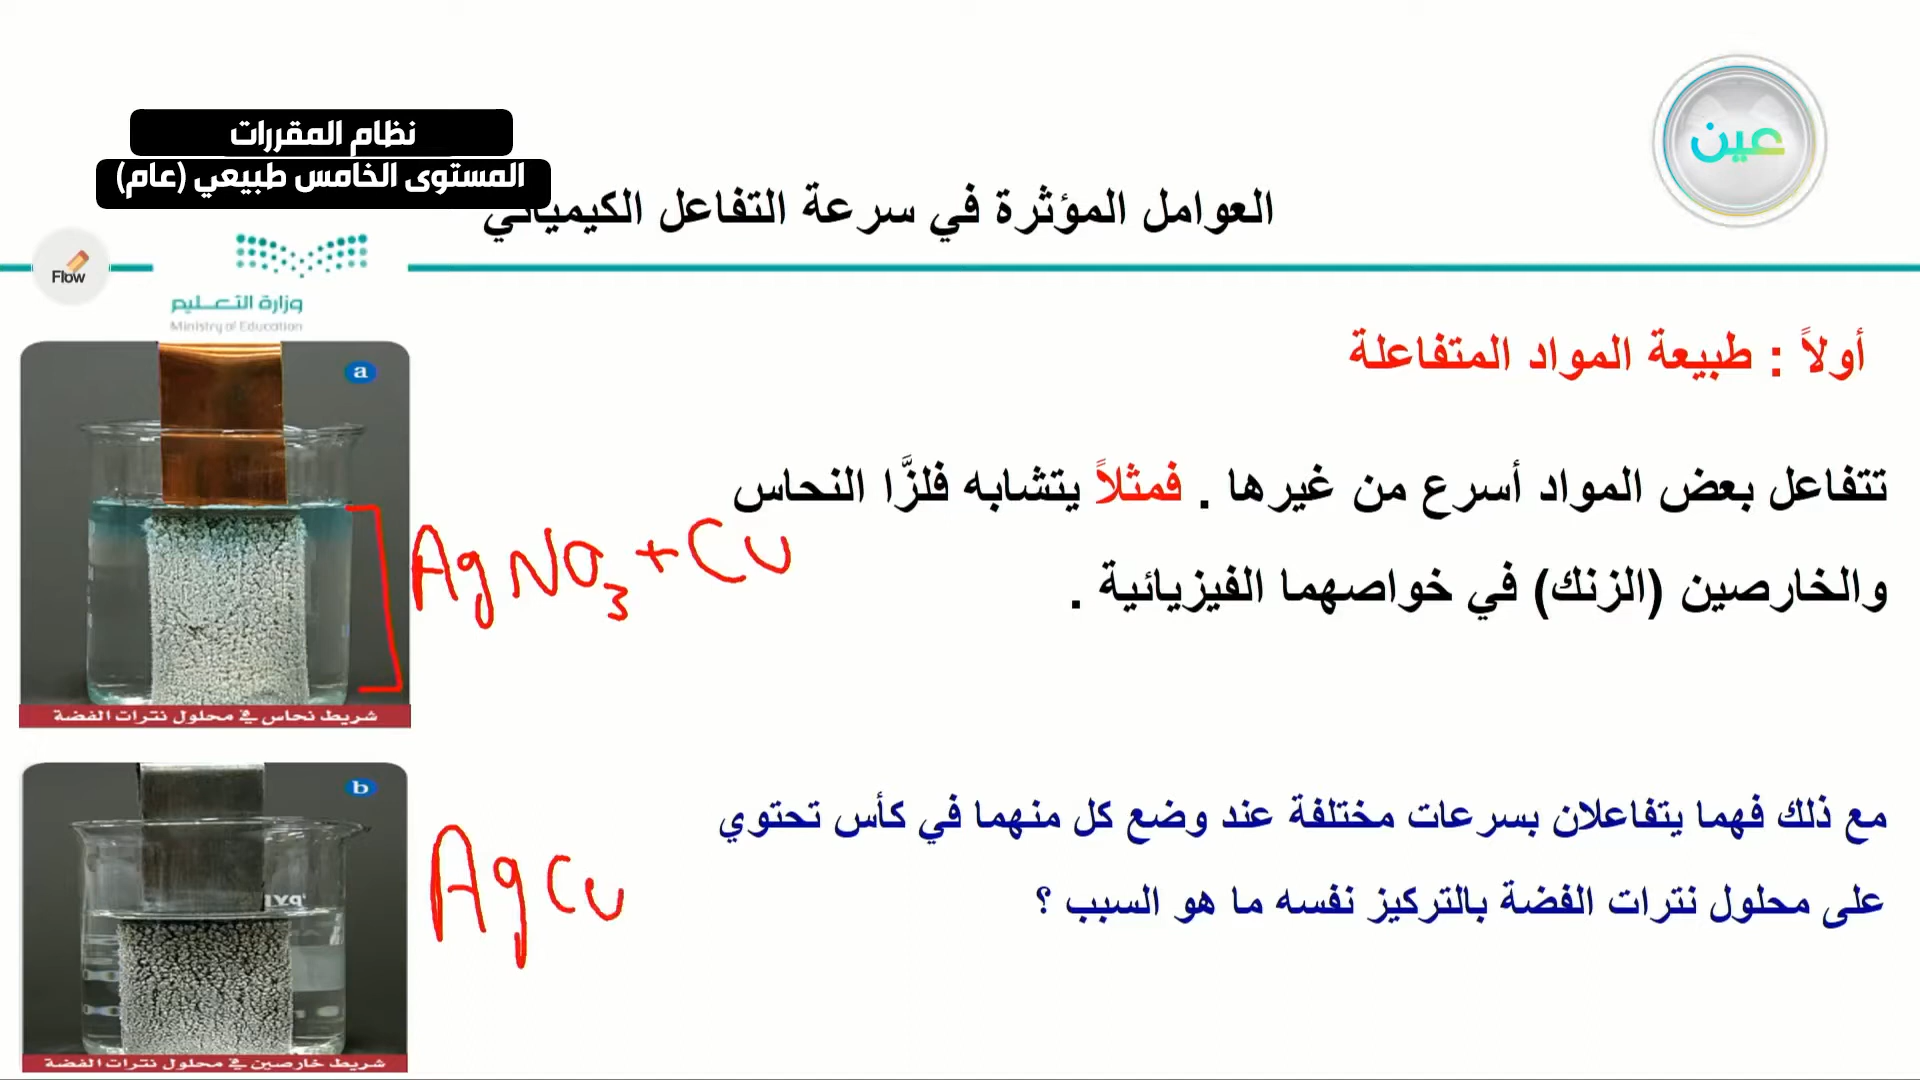 عين
نظام المقررات
المستوى الخامس طبيعي (عام)
العوامل المؤثرة في سرعة التفاعل الكيميائي
Flow
وزارة التعليم
Ministry of Education
أولاً : طبيعة المواد المتفاعلة
a
تتفاعل بعض المواد أسرع من غيرها . فمثلاً يتشابه فلزَّا النحاس
والخارصين (الزنك) في خواصهما الفيزيائية .
AgNO3 + Cu
شريط نحاس في محلول نترات الفضة
b
مع ذلك فهما يتفاعلان بسرعات مختلفة عند وضع كل منهما في كأس تحتوي
على محلول نترات الفضة بالتركيز نفسه ما هو السبب ؟
Ag Cu
شريط خارصين في محلول نترات الفضة